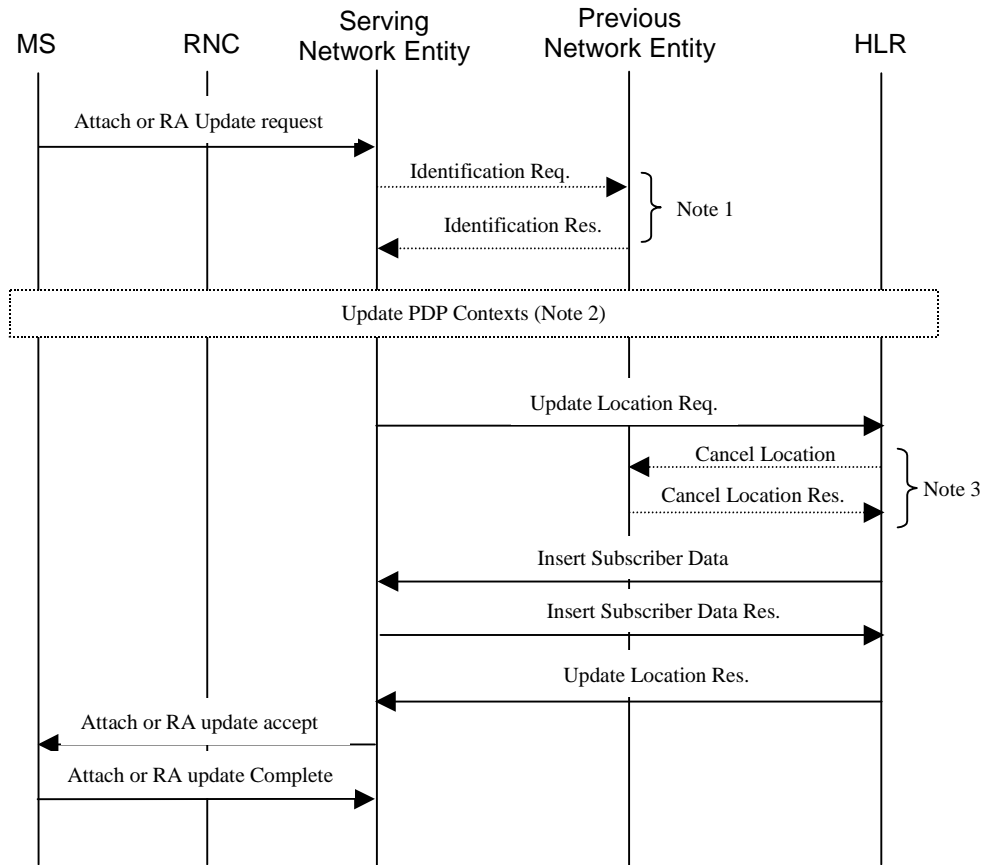 MS
RNC
Serving
Network Entity
Previous
Network Entity
HLR
Attach or RA Update request
Identification Req.
Note 1
Identification Res.
Update PDP Contexts (Note 2)
Update Location Req.
Cancel Location
Note 3
Cancel Location Res.
Insert Subscriber Data
Insert Subscriber Data Res.
Update Location Res.
Attach or RA update accept
Attach or RA update Complete